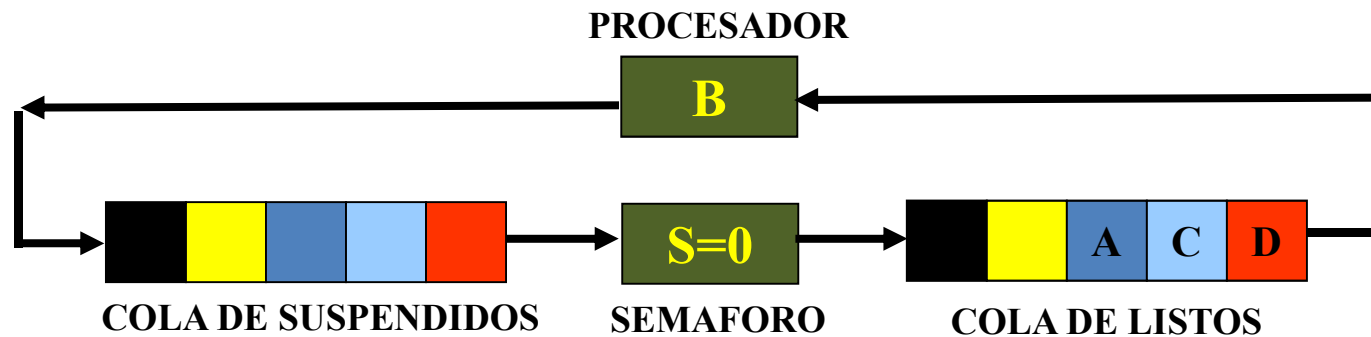 PROCESADOR
B
S=0
A C D
COLA DE SUSPENDIDOS
SEMAFORO
COLA DE LISTOS